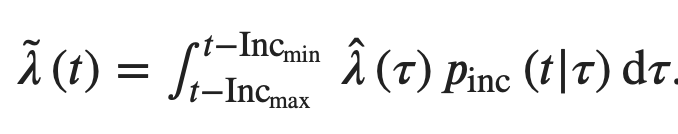 λ̃ (t) = ∫_{t−Inc_max}^{t−Inc_min} λ̂ (τ) p_inc (t|τ) dτ.